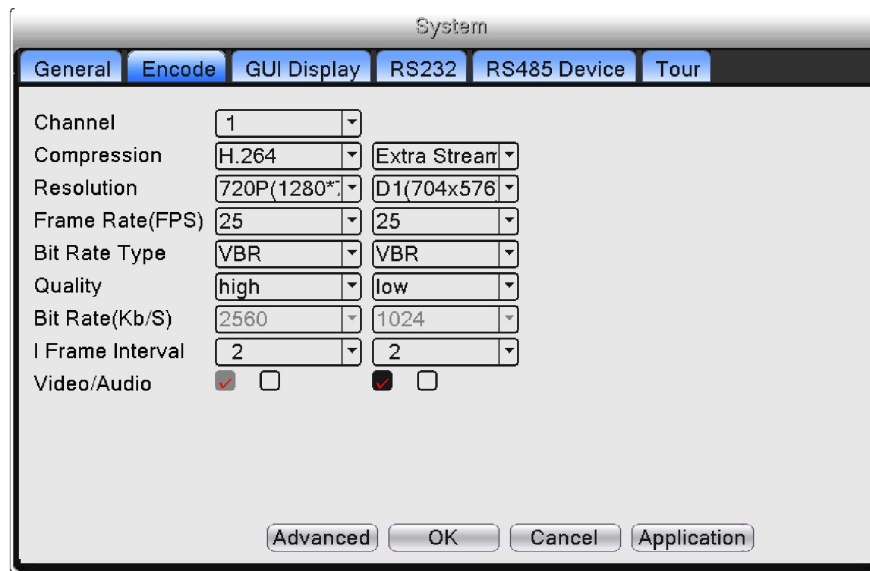 System
General Encode GUI Display RS232 RS485 Device Tour
Channel 1
Compression H.264 Extra Stream
Resolution 720P(1280* D1(704x576
Frame Rate(FPS) 25 25
Bit Rate Type VBR VBR
Quality high low
Bit Rate(Kb/S) 2560 1024
I Frame Interval 2 2
Video/Audio
Advanced OK Cancel Application